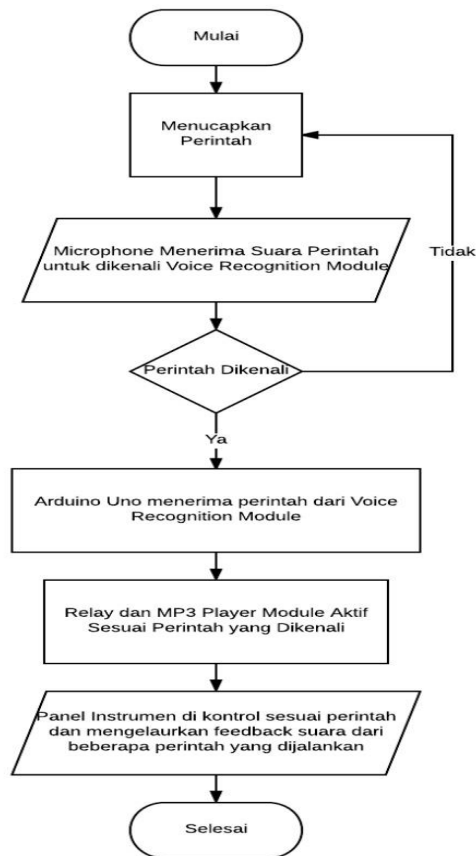 Mulai
Menucapkan
Perintah
Microphone Menerima Suara Perintah
untuk dikenali Voice Recognition Module
Tidak
Perintah Dikenali
Ya
Arduino Uno menerima perintah dari Voice
Recognition Module
Relay dan MP3 Player Module Aktif
Sesuai Perintah yang Dikenali
Panel Instrumen di kontrol sesuai perintah
dan mengelaurkan feedback suara dari
beberapa perintah yang dijalankan
Selesai